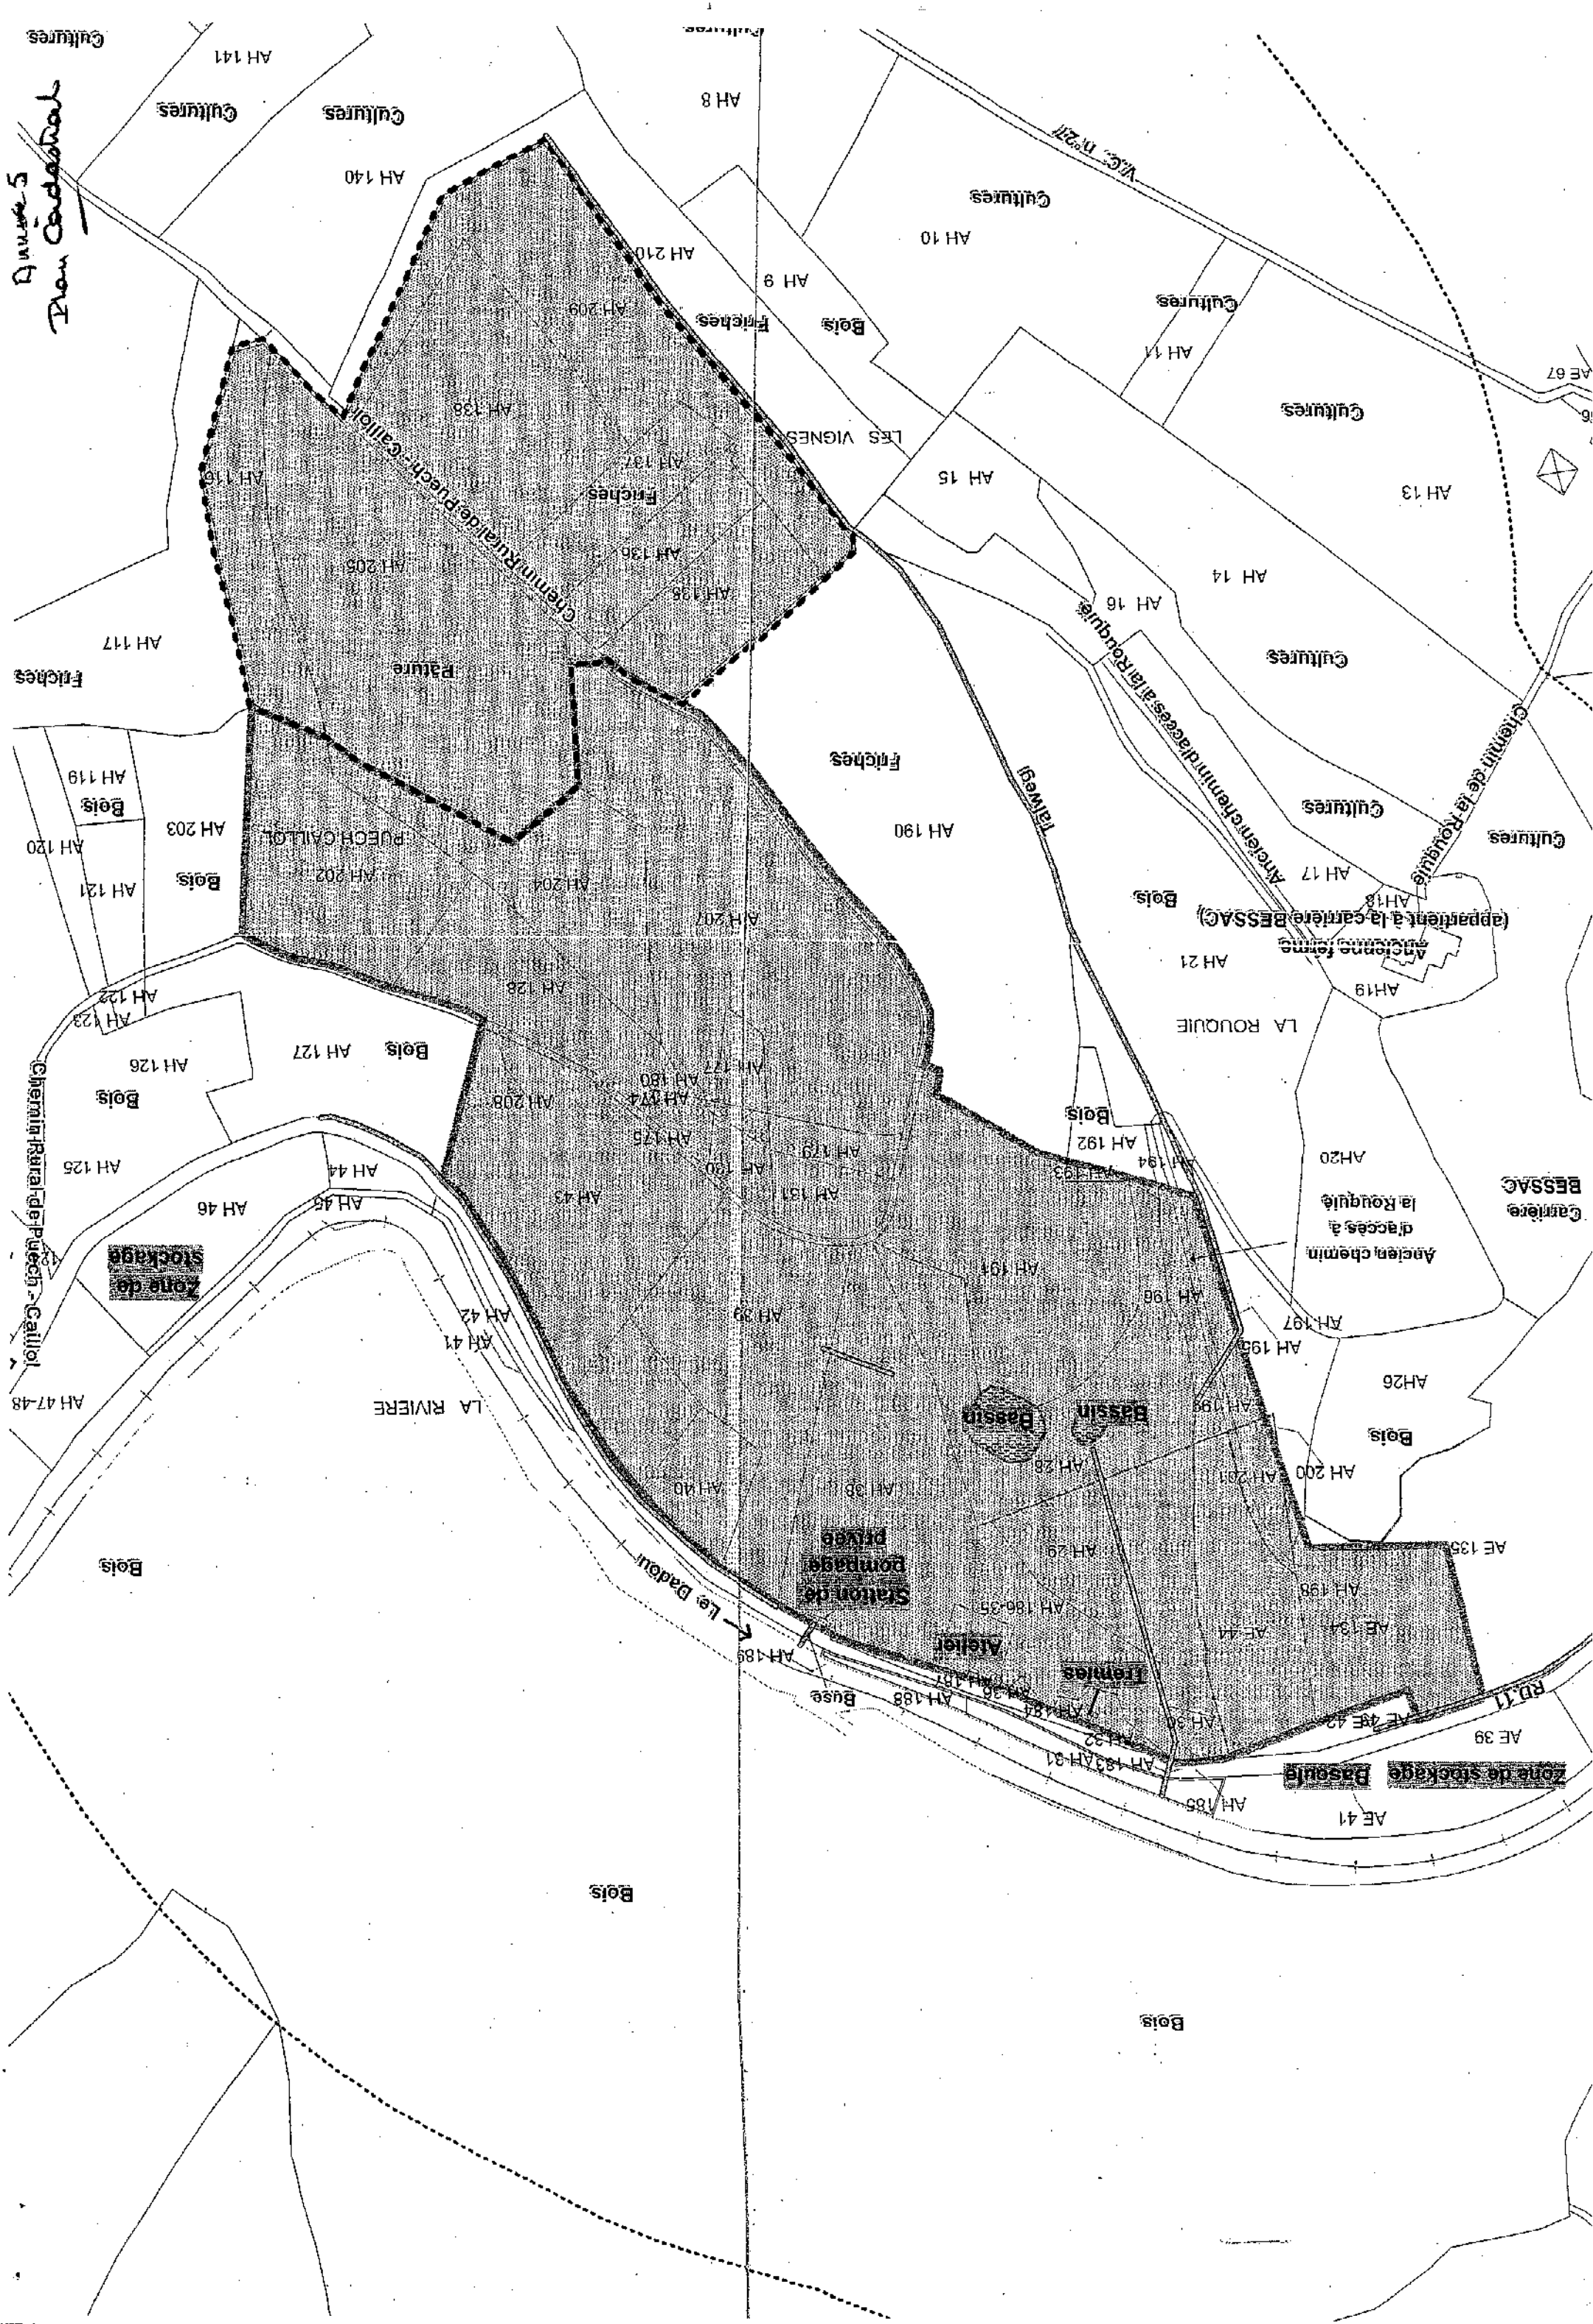 Annexe 5
Plan Cadastral
Bois
Bois
AE 41
AH 185
Zone de stockage
Bascule
AE 39
RD.11
AH 183
AH 31
AH 32
AH 30
AE 42
AH 184
AH 36
AH 187
AH 188
Buse
AH 189
Trémies
Atelier
Le Dadou
AE 134
AE 44
AH 198
AH 186-35
Station de
pompage
privée
AE 135
AH 29
Bois
AH 200
AH 201
AH 28
AH 38
AH 40
Bois
AH26
AH 199
Bassin
Bassin
LA RIVIERE
AH 47-48
AH 195
AH 197
AH 196
AH 39
AH 41
AH 42
Zone de
stockage
Ancien chemin
d'accès à
la Rouquié
AH 191
Carrière
BESSAC
AH 43
AH 45
AH 46
AH20
AH 194
AH 193
AH 192
Bois
AH 181
AH 179
AH 175
AH 44
AH 125
AH 174
AH 208
Bois
AH 180
AH 177
AH 126
AH 127
Bois
Chemin Rural de Puech - Caillol
LA ROUQUIE
AH 123
AH 122
AH19
AH 21
AH 128
Ancienne ferme
(appartient à la carrière BESSAC)
AH18
Bois
AH 207
AH 17
AH 204
AH 202
AH 121
Bois
AH 120
Cultures
AH 190
PUECH CAILLOL
AH 203
Cultures
Bois
AH 119
Friches
Chemin de la Rouquié
Talweg
Ancien chemin d'accès à la Rouquié
Cultures
Pâture
Friches
AH 117
AH 16
AH 135
AH 14
AH 136
AH 205
AH 13
AH 15
Friches
AH 137
AH 116
LES VIGNES
Cultures
AH 138
Chemin Rural de Puech - Caillol
AE 67
AH 11
Bois
Friches
AH 209
Cultures
AH 9
AH 210
AH 10
Cultures
AH 140
V.C. n°27
AH 8
Cultures
Cultures
AH 141
Cultures
Cultures